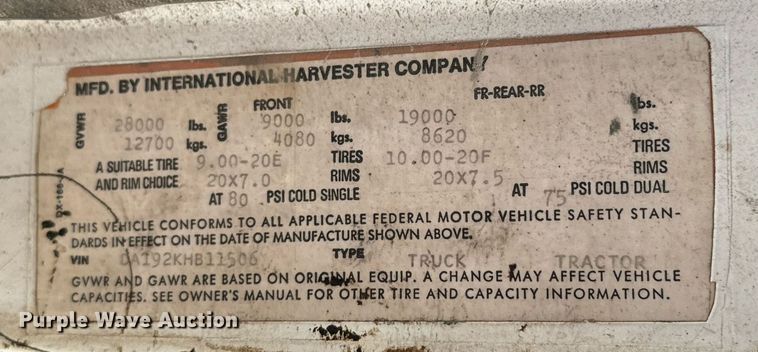 MFD. BY INTERNATIONAL HARVESTER COMPANY
FRONT FR-REAR-RR
GVWR 28000 lbs. GAWR 9000 lbs. 19000 lbs.
12700 kgs. 4080 kgs. 8620 kgs.
A SUITABLE TIRE 9.00-20E TIRES 10.00-20F TIRES
AND RIM CHOICE 20X7.0 RIMS 20X7.5 RIMS
AT 80 PSI COLD SINGLE AT 75 PSI COLD DUAL
THIS VEHICLE CONFORMS TO ALL APPLICABLE FEDERAL MOTOR VEHICLE SAFETY STAN-
DARDS IN EFFECT ON THE DATE OF MANUFACTURE SHOWN ABOVE.
VIN AA192KHB11506 TYPE TRUCK TRACTOR
GVWR AND GAWR ARE BASED ON ORIGINAL EQUIP. A CHANGE MAY AFFECT VEHICLE
CAPACITIES. SEE OWNER'S MANUAL FOR OTHER TIRE AND CAPACITY INFORMATION.
Purple Wave Auction